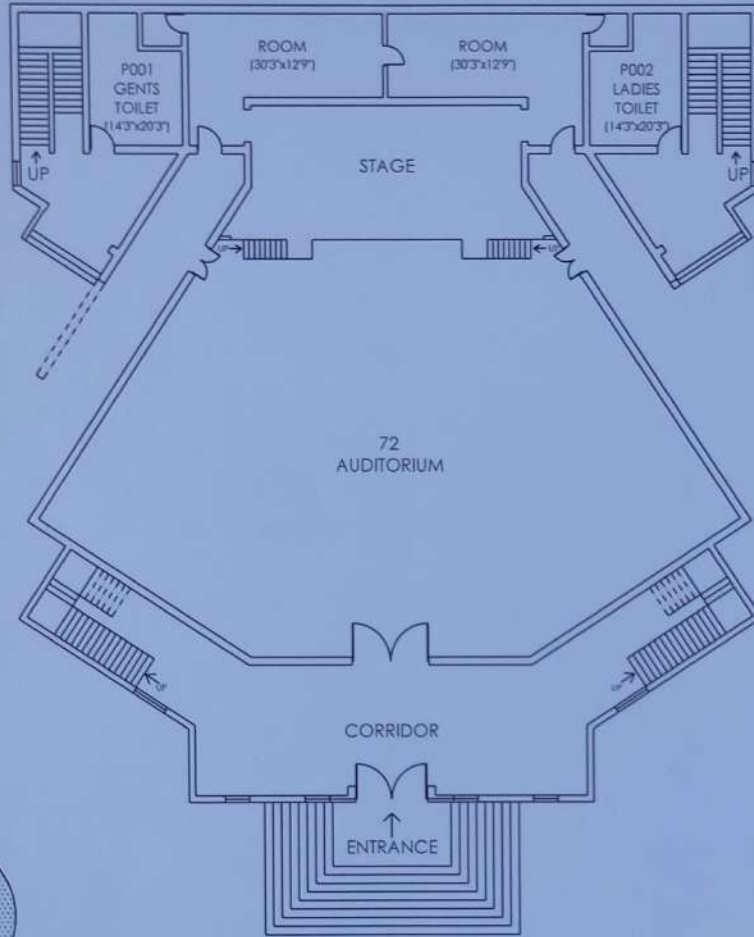 ROOM
(30'3"x12'9")
ROOM
(30'3"x12'9")
P001
GENTS
TOILET
(14'3"x20'3")
P002
LADIES
TOILET
(14'3"x20'3")
UP
STAGE
UP
UP
UP
72
AUDITORIUM
UP
UP
CORRIDOR
ENTRANCE